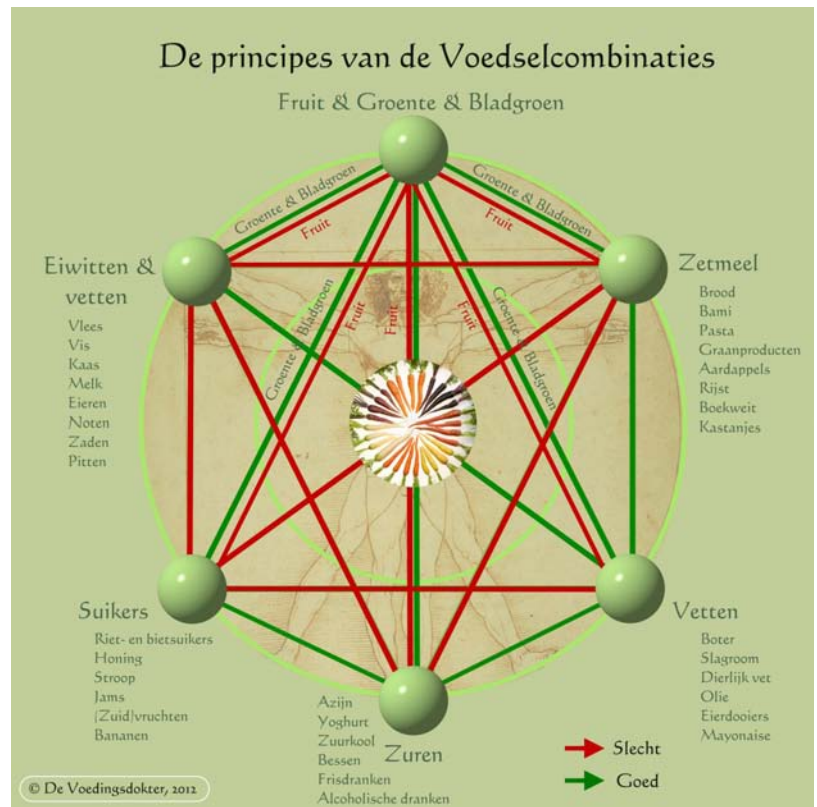 De principes van de Voedselcombinaties
Fruit & Groente & Bladgroen
Groente & Bladgroen
Fruit
Groente & Bladgroen
Fruit
Eiwitten &
vetten
Vlees
Vis
Kaas
Melk
Eieren
Noten
Zaden
Pitten
Zetmeel
Brood
Bami
Pasta
Graanproducten
Aardappels
Rijst
Boekweit
Kastanjes
Groente & Bladgroen
Fruit
Fruit
Fruit
Groente & Bladgroen
Suikers
Riet- en bietsuikers
Honing
Stroop
Jams
(Zuid)vruchten
Bananen
Azijn
Yoghurt
Zuurkool
Bessen
Frisdranken
Alcoholische dranken
Zuren
Vetten
Boter
Slagroom
Dierlijk vet
Olie
Eierdooiers
Mayonaise
Slecht
Goed
© De Voedingsdokter, 2012